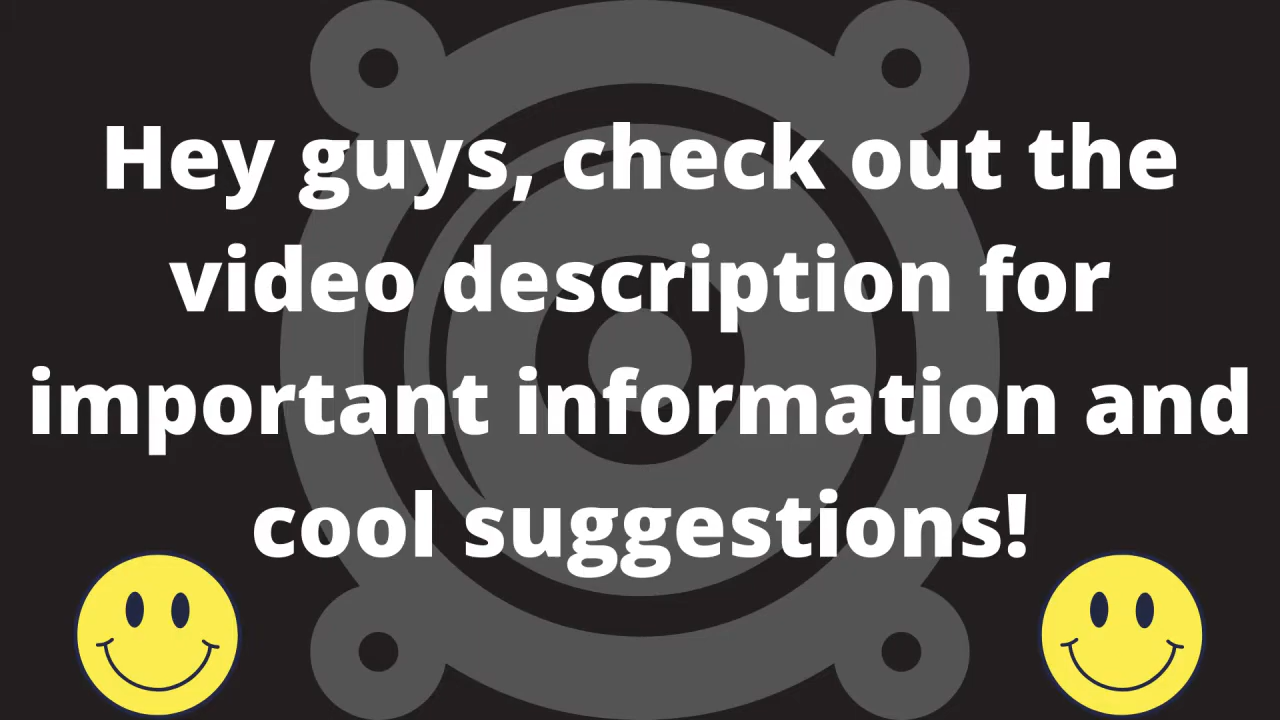 Hey guys, check out the
video description for
important information and
cool suggestions!